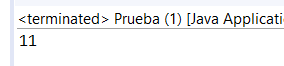 <terminated> Prueba (1) [Java Applicati
11